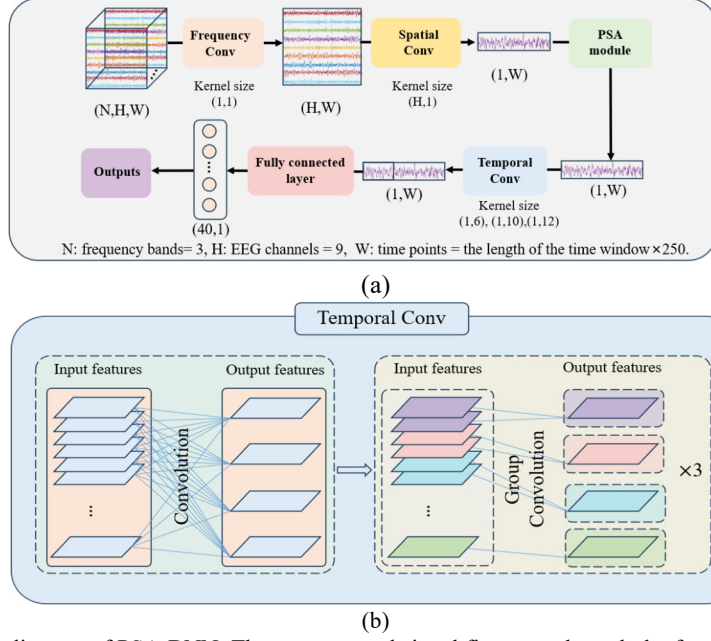 Frequency
Conv
Spatial
Conv
PSA
module
Kernel size
(1,1)
Kernel size
(H,1)
(N,H,W)
(H,W)
(1,W)
Outputs
Fully connected
layer
Temporal
Conv
(40,1)
(1,W)
Kernel size
(1,6), (1,10),(1,12)
(1,W)
N: frequency bands= 3, H: EEG channels = 9, W: time points = the length of the time window×250.
(a)
Temporal Conv
Input features
Output features
Convolution
Input features
Output features
Group
Convolution
×3
(b)